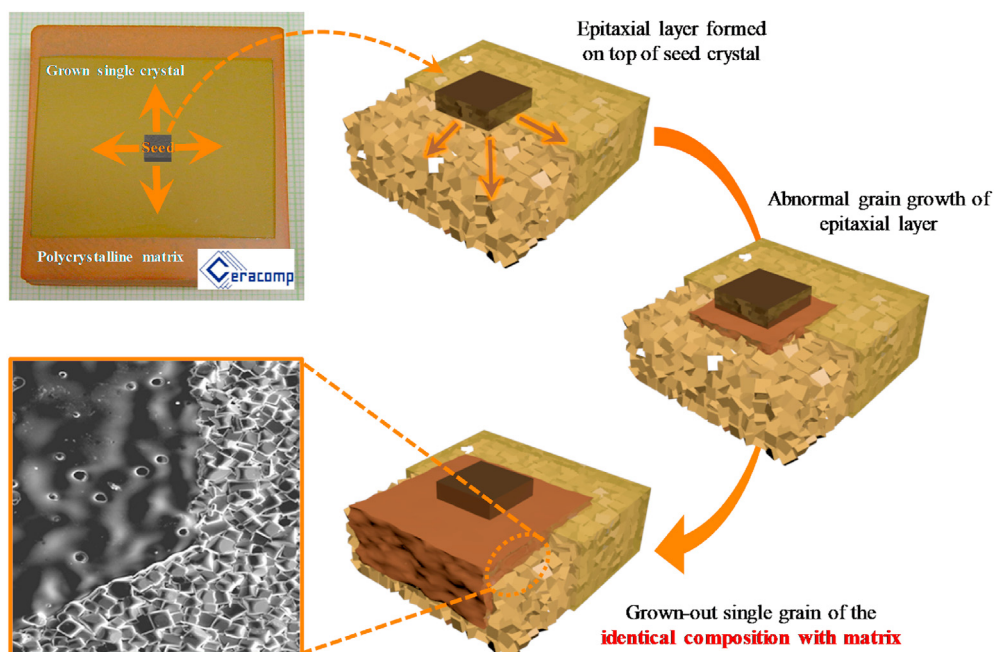 Grown single crystal
Seed
Polycrystalline matrix
Ceracomp
Epitaxial layer formed
on top of seed crystal
Abnormal grain growth of
epitaxial layer
Grown-out single grain of the
identical composition with matrix